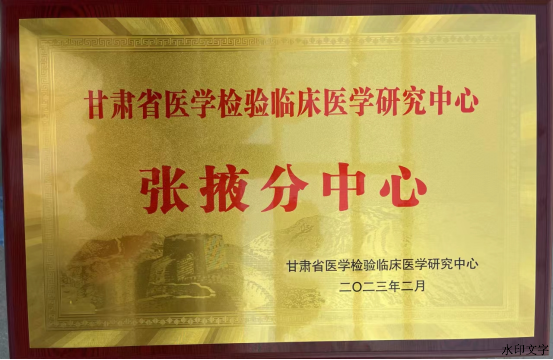 甘肃省医学检验临床医学研究中心
张掖分中心
甘肃省医学检验临床医学研究中心
二〇二三年二月
水印文字